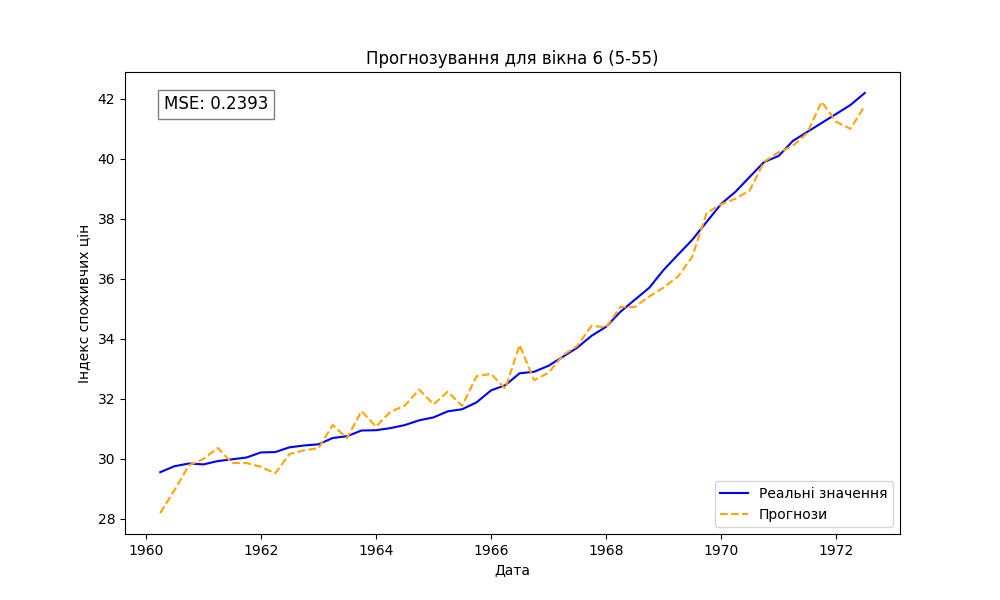 Прогнозування для вікна 6 (5-55)
MSE: 0.2393
42
40
38
36
34
32
30
28
Індекс споживчих цін
1960
1962
1964
1966
1968
1970
1972
Дата
Реальні значення
Прогнози